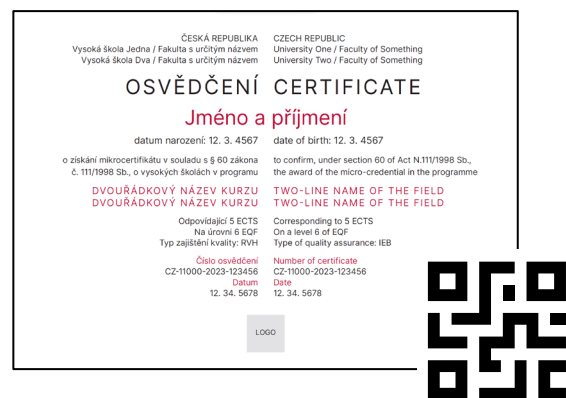 ČESKÁ REPUBLIKA
Vysoká škola Jedna / Fakulta s určitým názvem
Vysoká škola Dva / Fakulta s určitým názvem
CZECH REPUBLIC
University One / Faculty of Something
University Two / Faculty of Something
OSVĚDČENÍ CERTIFICATE
Jméno a příjmení
datum narození: 12. 3. 4567
date of birth: 12. 3. 4567
o získání mikrocertifikátu v souladu s § 60 zákona
č. 111/1998 Sb., o vysokých školách v programu
to confirm, under section 60 of Act N.111/1998 Sb.,
the award of the micro-credential in the programme
DVOUŘÁDKOVÝ NÁZEV KURZU
DVOUŘÁDKOVÝ NÁZEV KURZU
TWO-LINE NAME OF THE FIELD
TWO-LINE NAME OF THE FIELD
Odpovídající 5 ECTS
Na úrovni 6 EQF
Typ zajištění kvality: RVH
Corresponding to 5 ECTS
On a level 6 of EQF
Type of quality assurance: IEB
Číslo osvědčení
CZ-11000-2023-123456
Datum
12. 34. 5678
Number of certificate
CZ-11000-2023-123456
Date
12. 34. 5678
LOGO